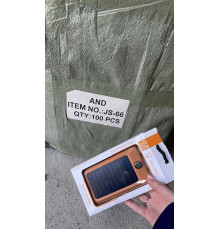 AND
ITEM NO.:JS-66
QTY:100 PCS